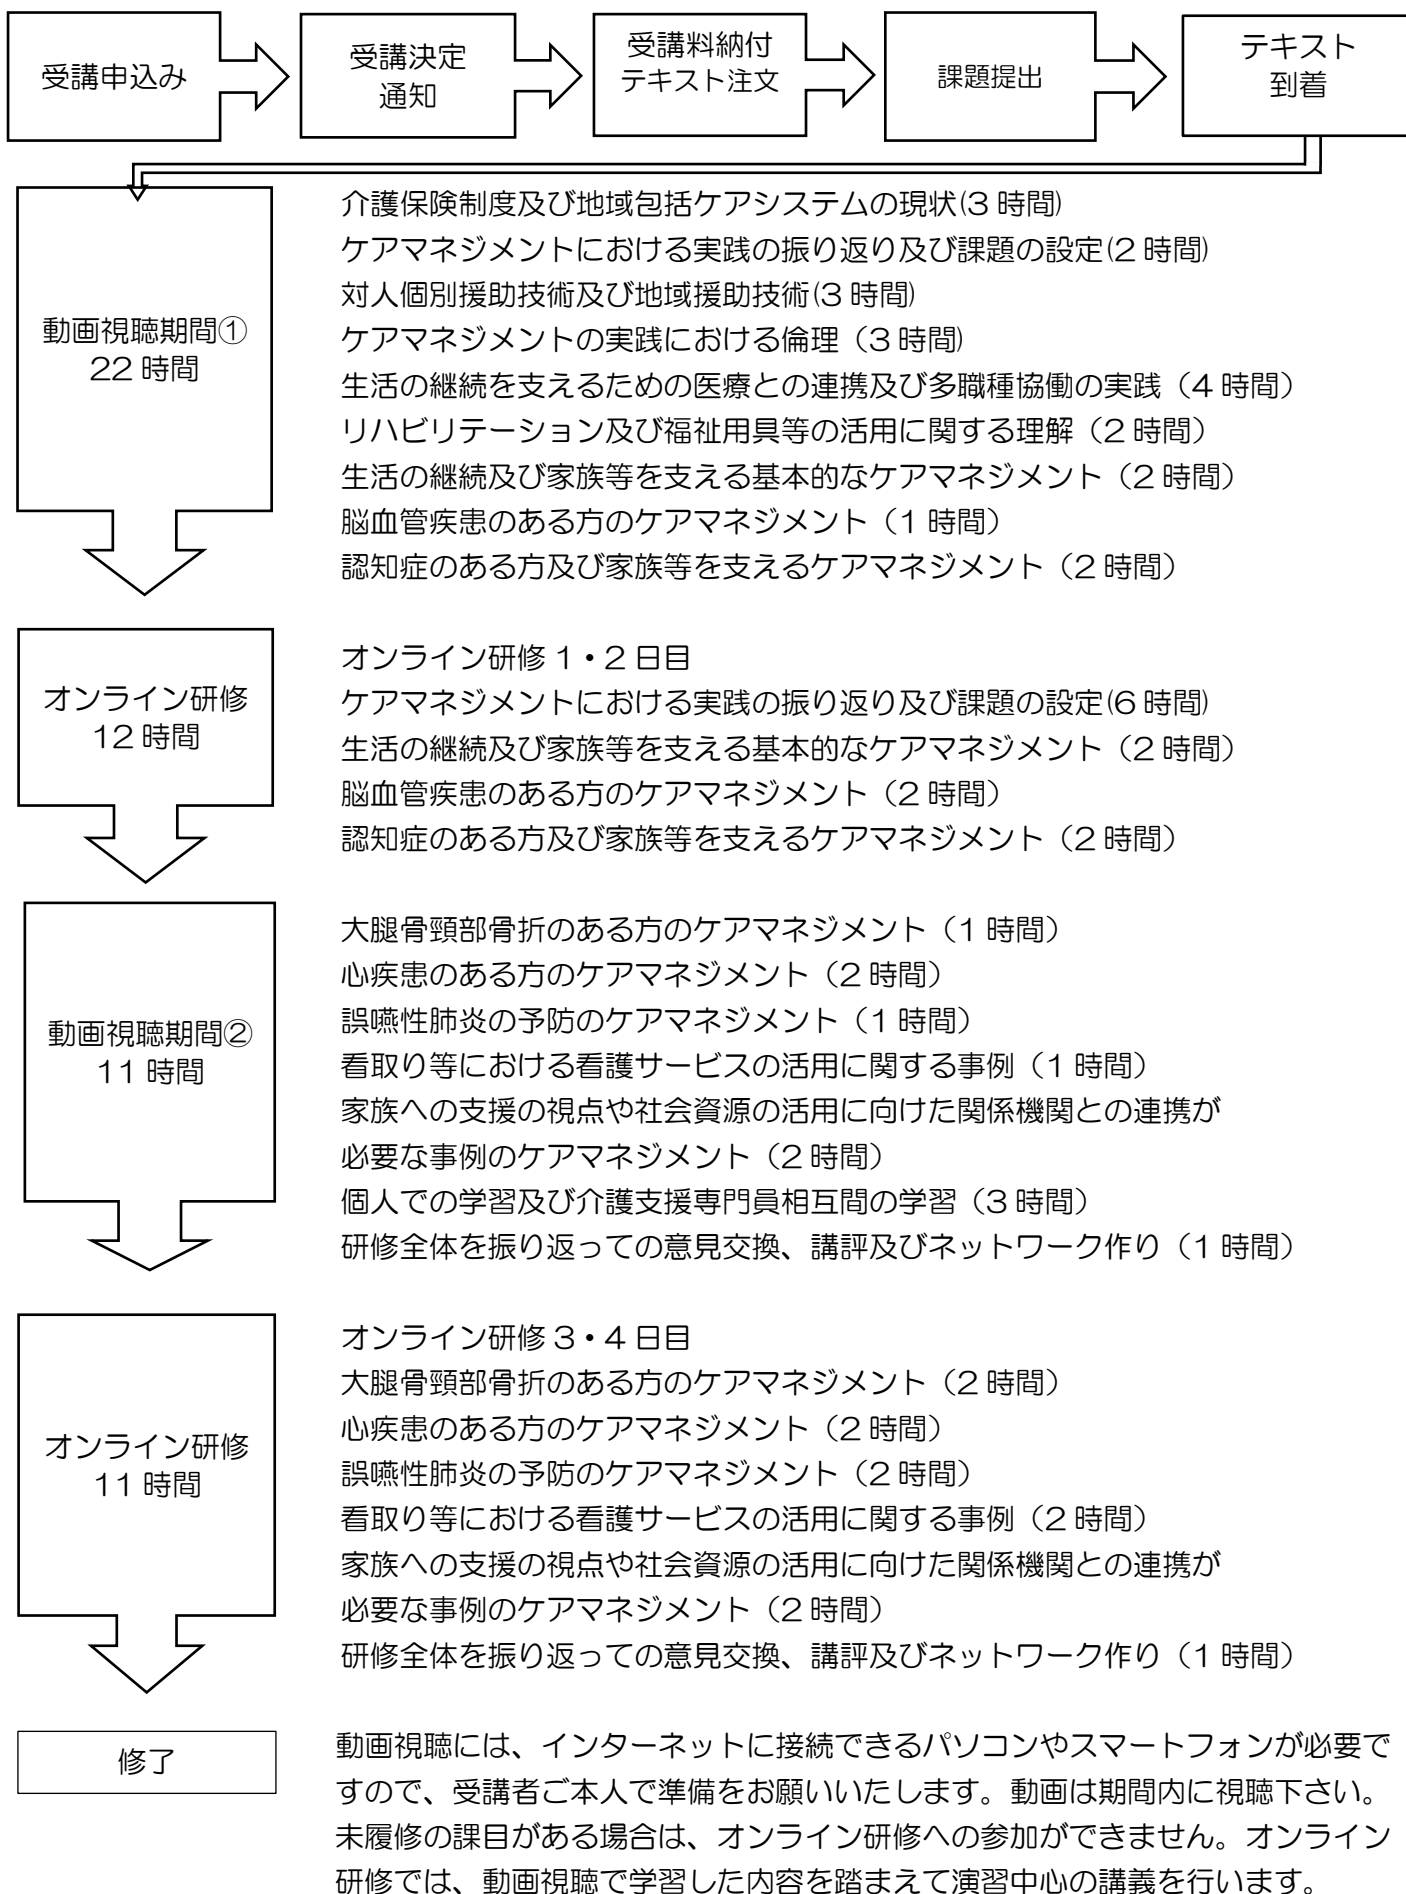 受講申込み
受講決定
通知
受講料納付
テキスト注文
課題提出
テキスト
到着
動画視聴期間①
22 時間
介護保険制度及び地域包括ケアシステムの現状(3 時間)
ケアマネジメントにおける実践の振り返り及び課題の設定(2 時間)
対人個別援助技術及び地域援助技術(3 時間)
ケアマネジメントの実践における倫理（3 時間)
生活の継続を支えるための医療との連携及び多職種協働の実践（4 時間）
リハビリテーション及び福祉用具等の活用に関する理解（2 時間）
生活の継続及び家族等を支える基本的なケアマネジメント（2 時間）
脳血管疾患のある方のケアマネジメント（1 時間）
認知症のある方及び家族等を支えるケアマネジメント（2 時間）
オンライン研修
12 時間
オンライン研修 1・2 日目
ケアマネジメントにおける実践の振り返り及び課題の設定(6 時間)
生活の継続及び家族等を支える基本的なケアマネジメント（2 時間）
脳血管疾患のある方のケアマネジメント（2 時間）
認知症のある方及び家族等を支えるケアマネジメント（2 時間）
動画視聴期間②
11 時間
大腿骨頸部骨折のある方のケアマネジメント（1 時間）
心疾患のある方のケアマネジメント（2 時間）
誤嚥性肺炎の予防のケアマネジメント（1 時間）
看取り等における看護サービスの活用に関する事例（1 時間）
家族への支援の視点や社会資源の活用に向けた関係機関との連携が
必要な事例のケアマネジメント（2 時間）
個人での学習及び介護支援専門員相互間の学習（3 時間）
研修全体を振り返っての意見交換、講評及びネットワーク作り（1 時間）
オンライン研修
11 時間
オンライン研修 3・4 日目
大腿骨頸部骨折のある方のケアマネジメント（2 時間）
心疾患のある方のケアマネジメント（2 時間）
誤嚥性肺炎の予防のケアマネジメント（2 時間）
看取り等における看護サービスの活用に関する事例（2 時間）
家族への支援の視点や社会資源の活用に向けた関係機関との連携が
必要な事例のケアマネジメント（2 時間）
研修全体を振り返っての意見交換、講評及びネットワーク作り（1 時間）
修了
動画視聴には、インターネットに接続できるパソコンやスマートフォンが必要で
すので、受講者ご本人で準備をお願いいたします。動画は期間内に視聴下さい。
未履修の課目がある場合は、オンライン研修への参加ができません。オンライン
研修では、動画視聴で学習した内容を踏まえて演習中心の講義を行います。